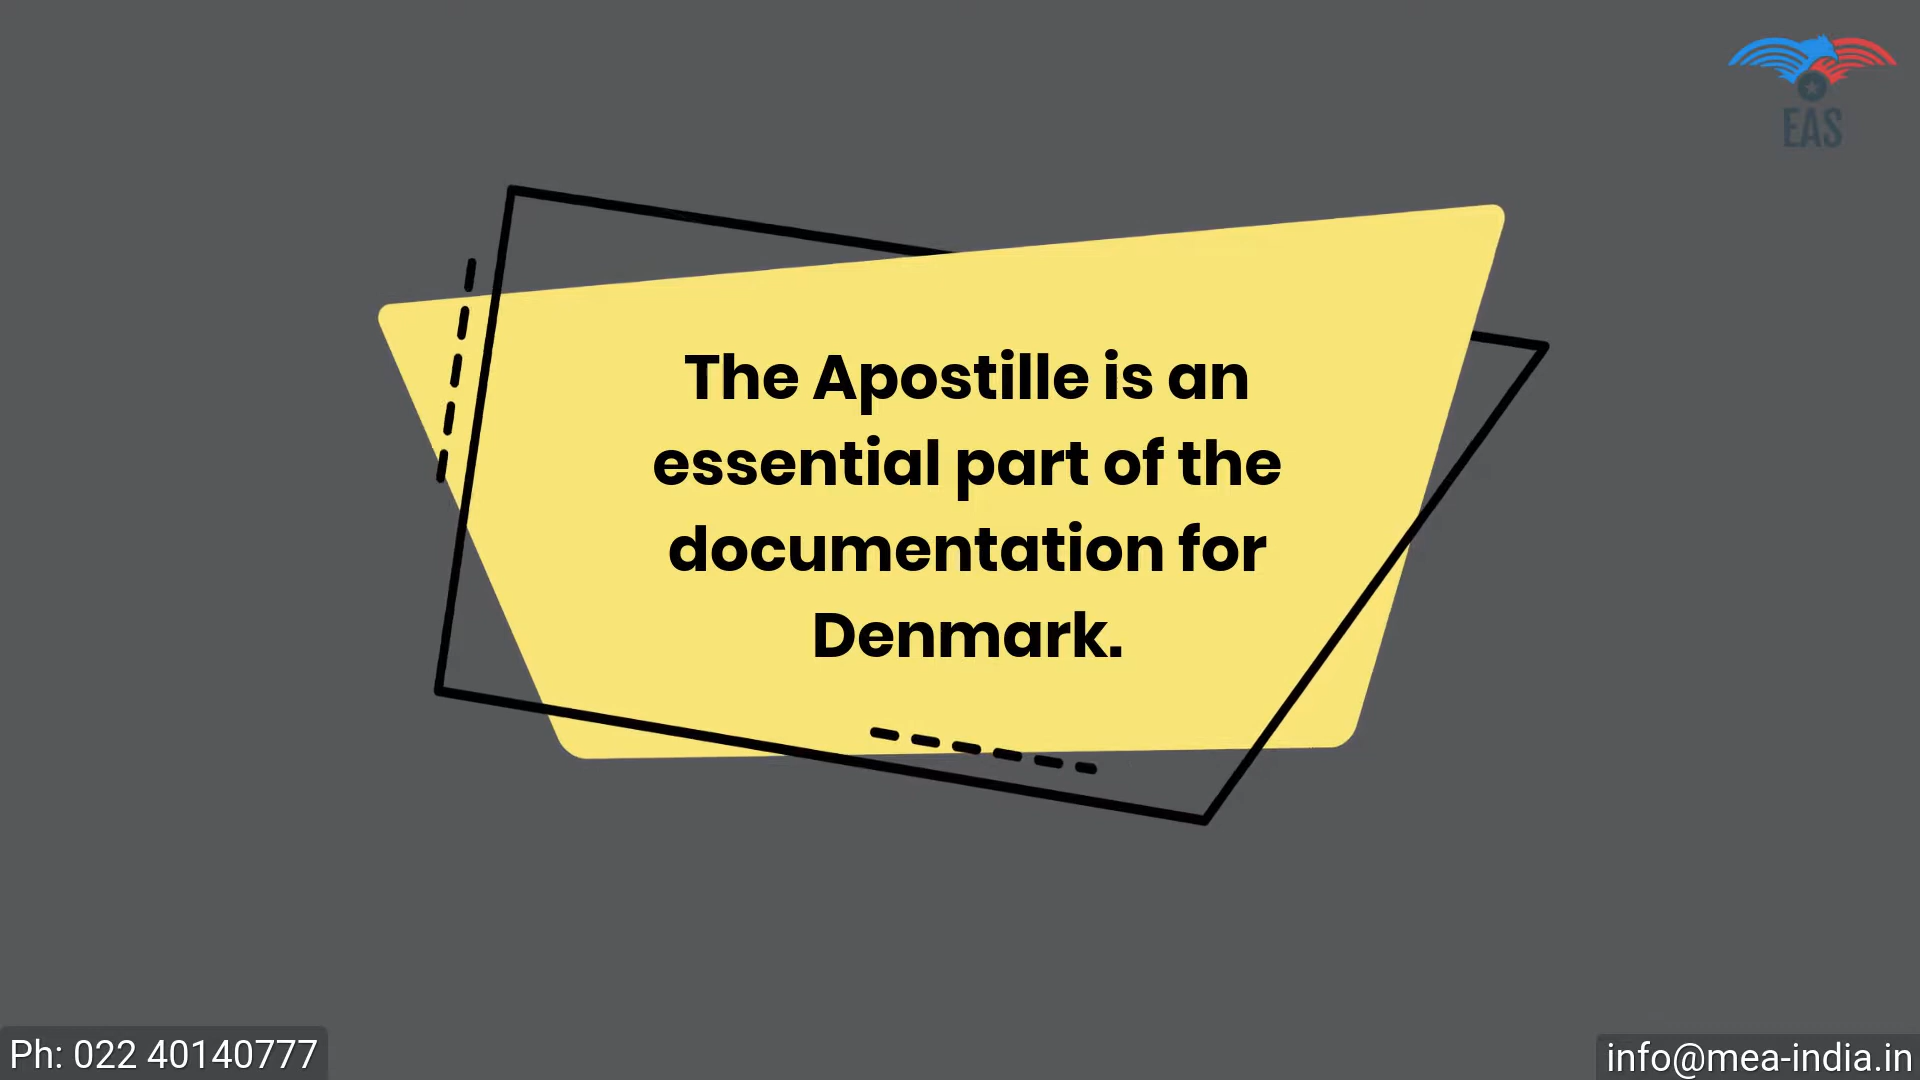 EAS
The Apostille is an
essential part of the
documentation for
Denmark.
Ph: 022 40140777
info@mea-india.in